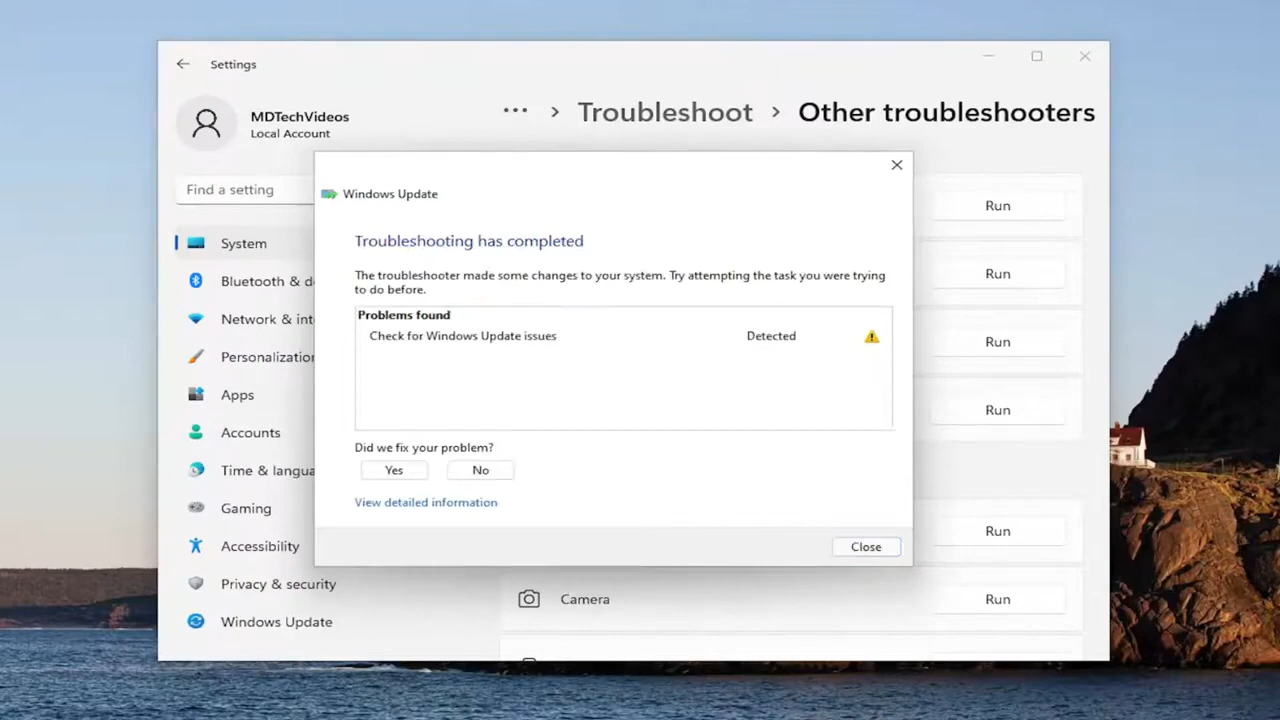 Settings
MDTechVideos
Local Account
... > Troubleshoot > Other troubleshooters
Find a setting
System
Bluetooth & d
Network & int
Personalization
Apps
Accounts
Time & langua
Gaming
Accessibility
Privacy & security
Windows Update
Windows Update
Troubleshooting has completed
The troubleshooter made some changes to your system. Try attempting the task you were trying
to do before.
Problems found
Check for Windows Update issues Detected
Did we fix your problem?
Yes No
View detailed information
Close
Run
Run
Run
Run
Run
Camera Run